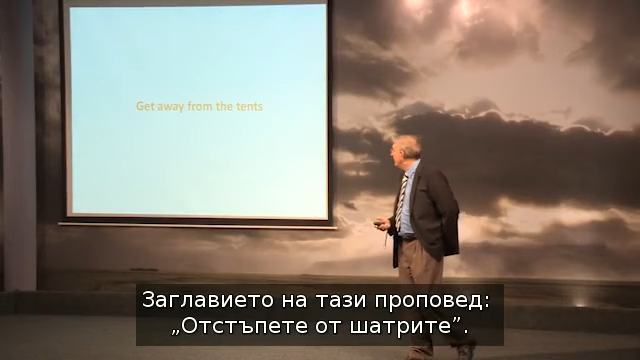 Get away from the tents
Заглавието на тази проповед:
„Отстъпете от шатрите”.